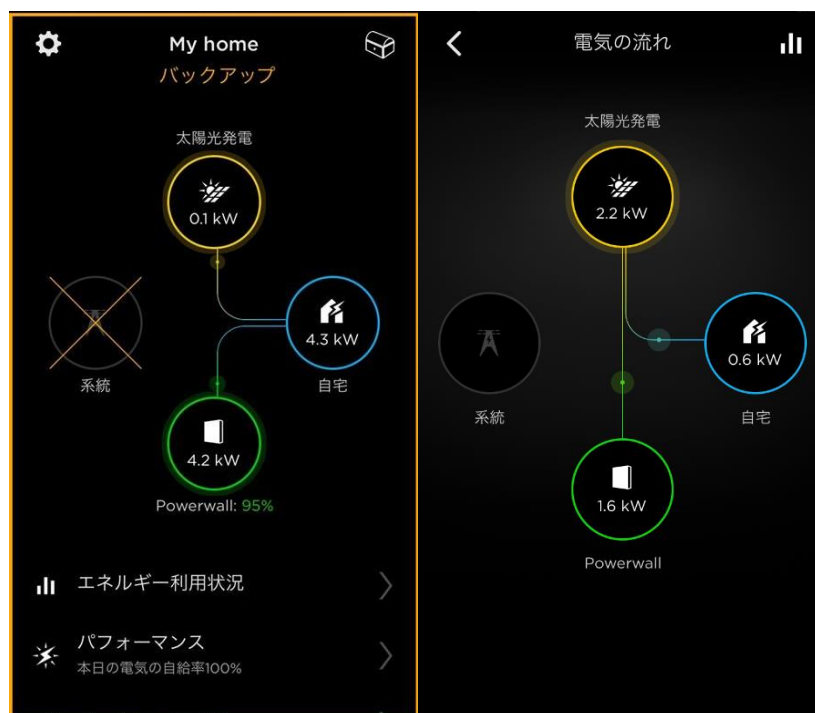 My home
バックアップ
太陽光発電
0.1 kW
4.3 kW
系統
自宅
4.2 kW
Powerwall: 95%
エネルギー利用状況
パフォーマンス
本日の電気の自給率100%
電気の流れ
太陽光発電
2.2 kW
0.6 kW
系統
自宅
1.6 kW
Powerwall